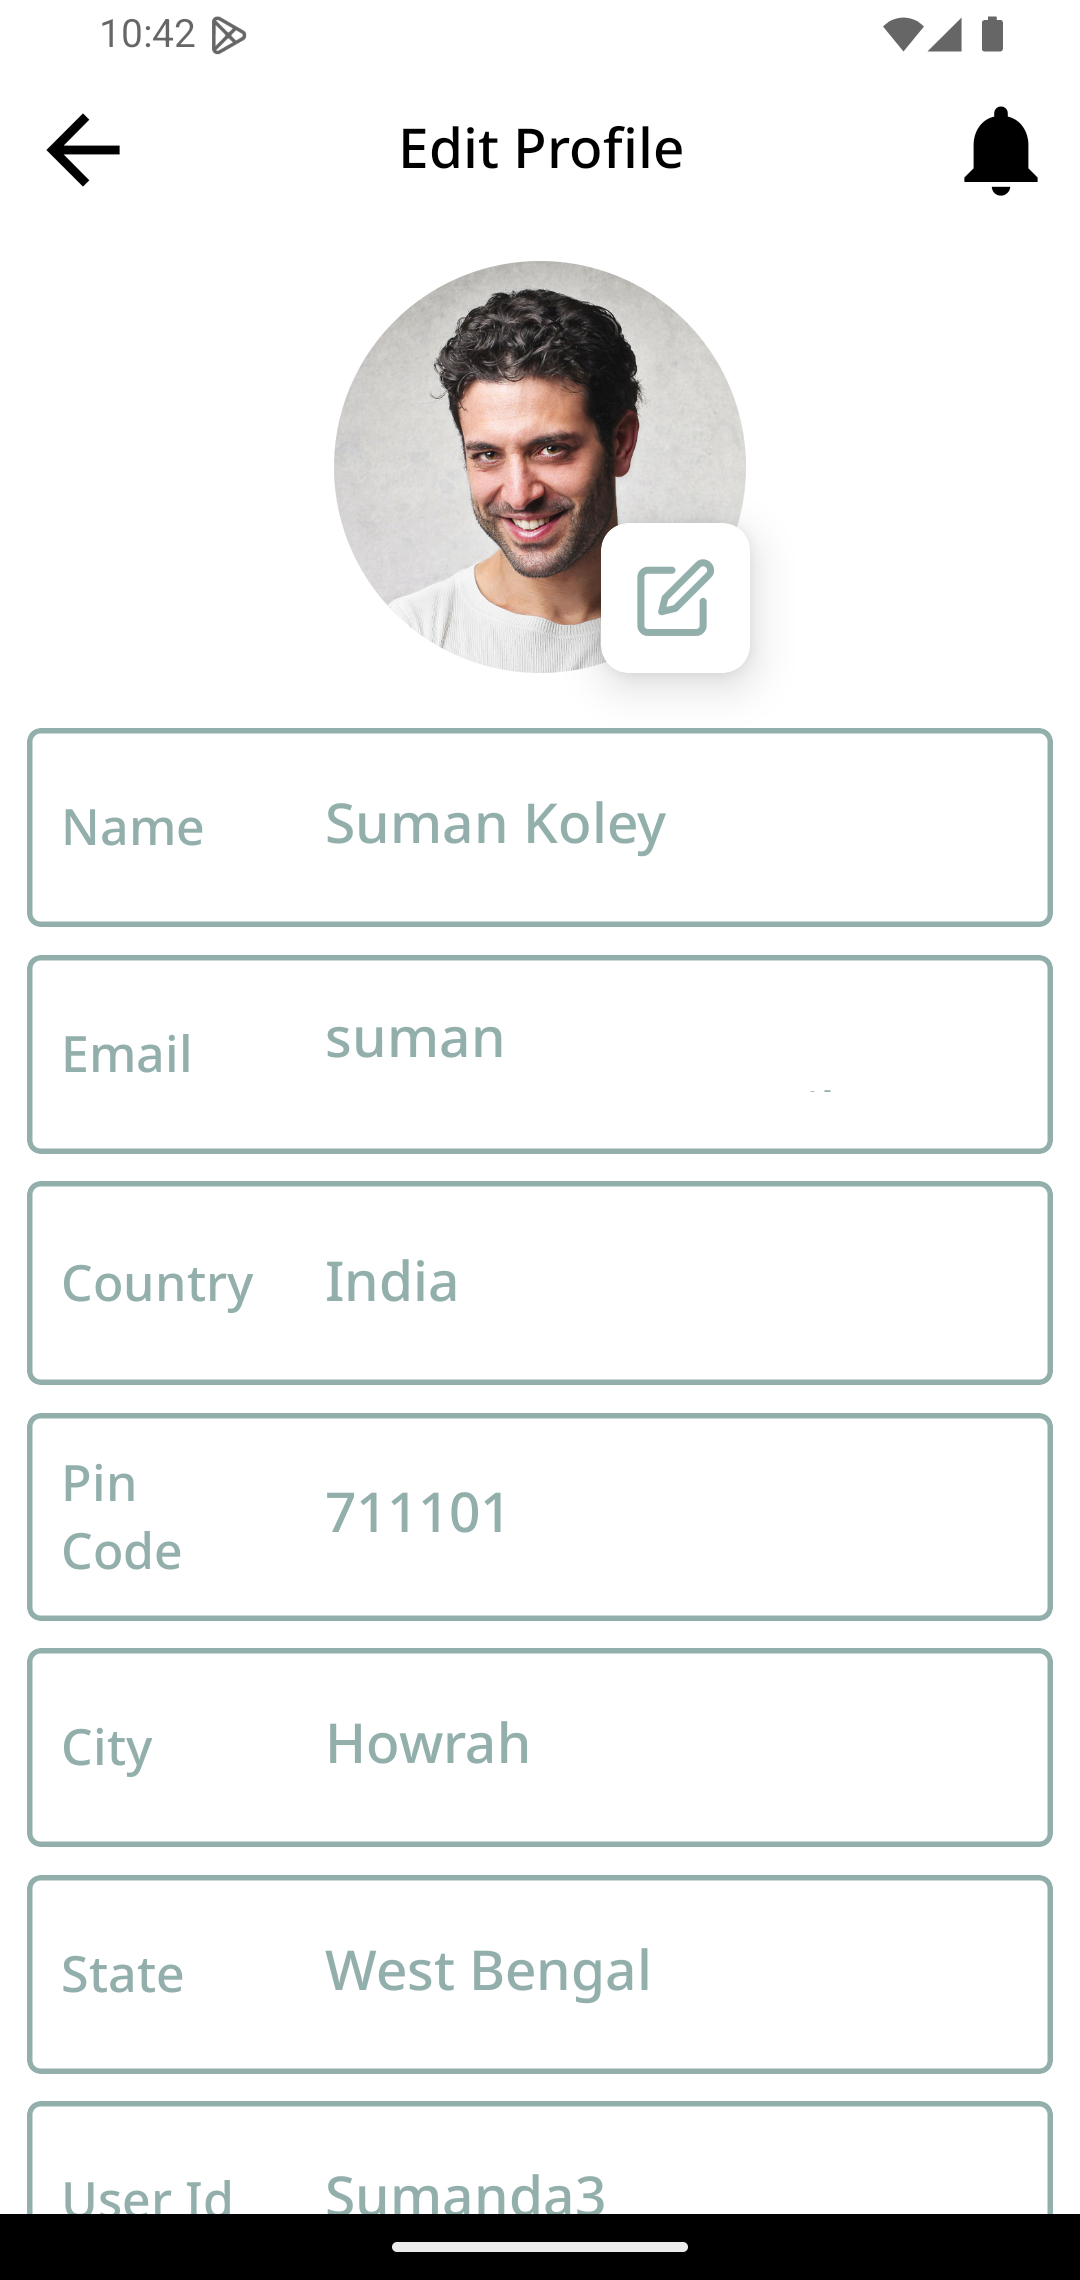 10:42
Edit Profile
Name Suman Koley
Email suman
Country India
Pin
Code
711101
City Howrah
State West Bengal
User Id Sumanda3